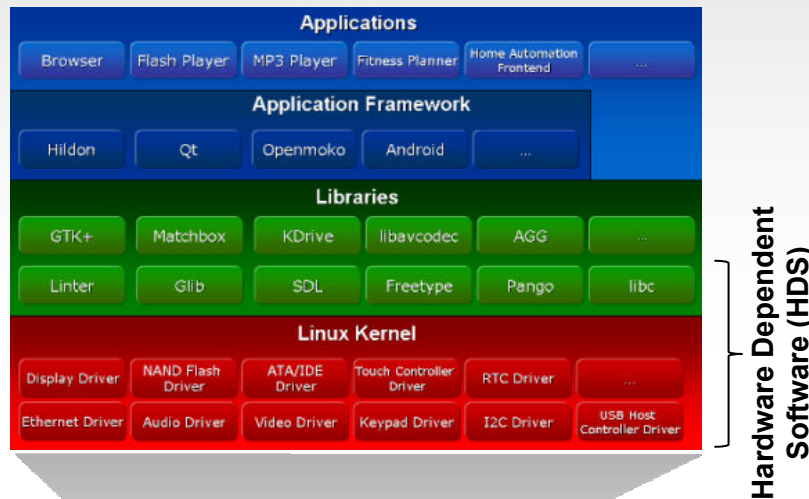 Applications
Browser Flash Player MP3 Player Fitness Planner Home Automation Frontend ...
Application Framework
Hildon Qt Openmoko Android ...
Libraries
GTK+ Matchbox KDrive libavcodec AGG ...
Linter Glib SDL Freetype Pango libc
Linux Kernel
Display Driver NAND Flash Driver ATA/IDE Driver Touch Controller Driver RTC Driver ...
Ethernet Driver Audio Driver Video Driver Keypad Driver I2C Driver USB Host Controller Driver
Hardware Dependent
Software (HDS)